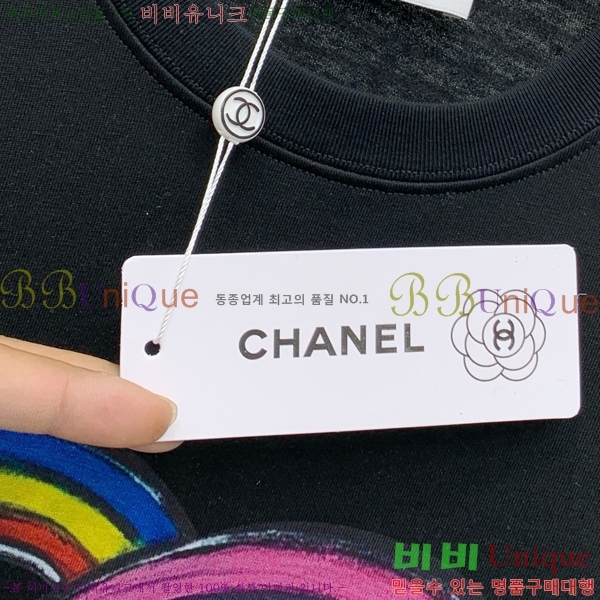 비비유니크
BBUniQue
동종업계 최고의 품질 NO.1
BBUniQue
CHANEL
비비 Unique
믿을수 있는 명품구매대행